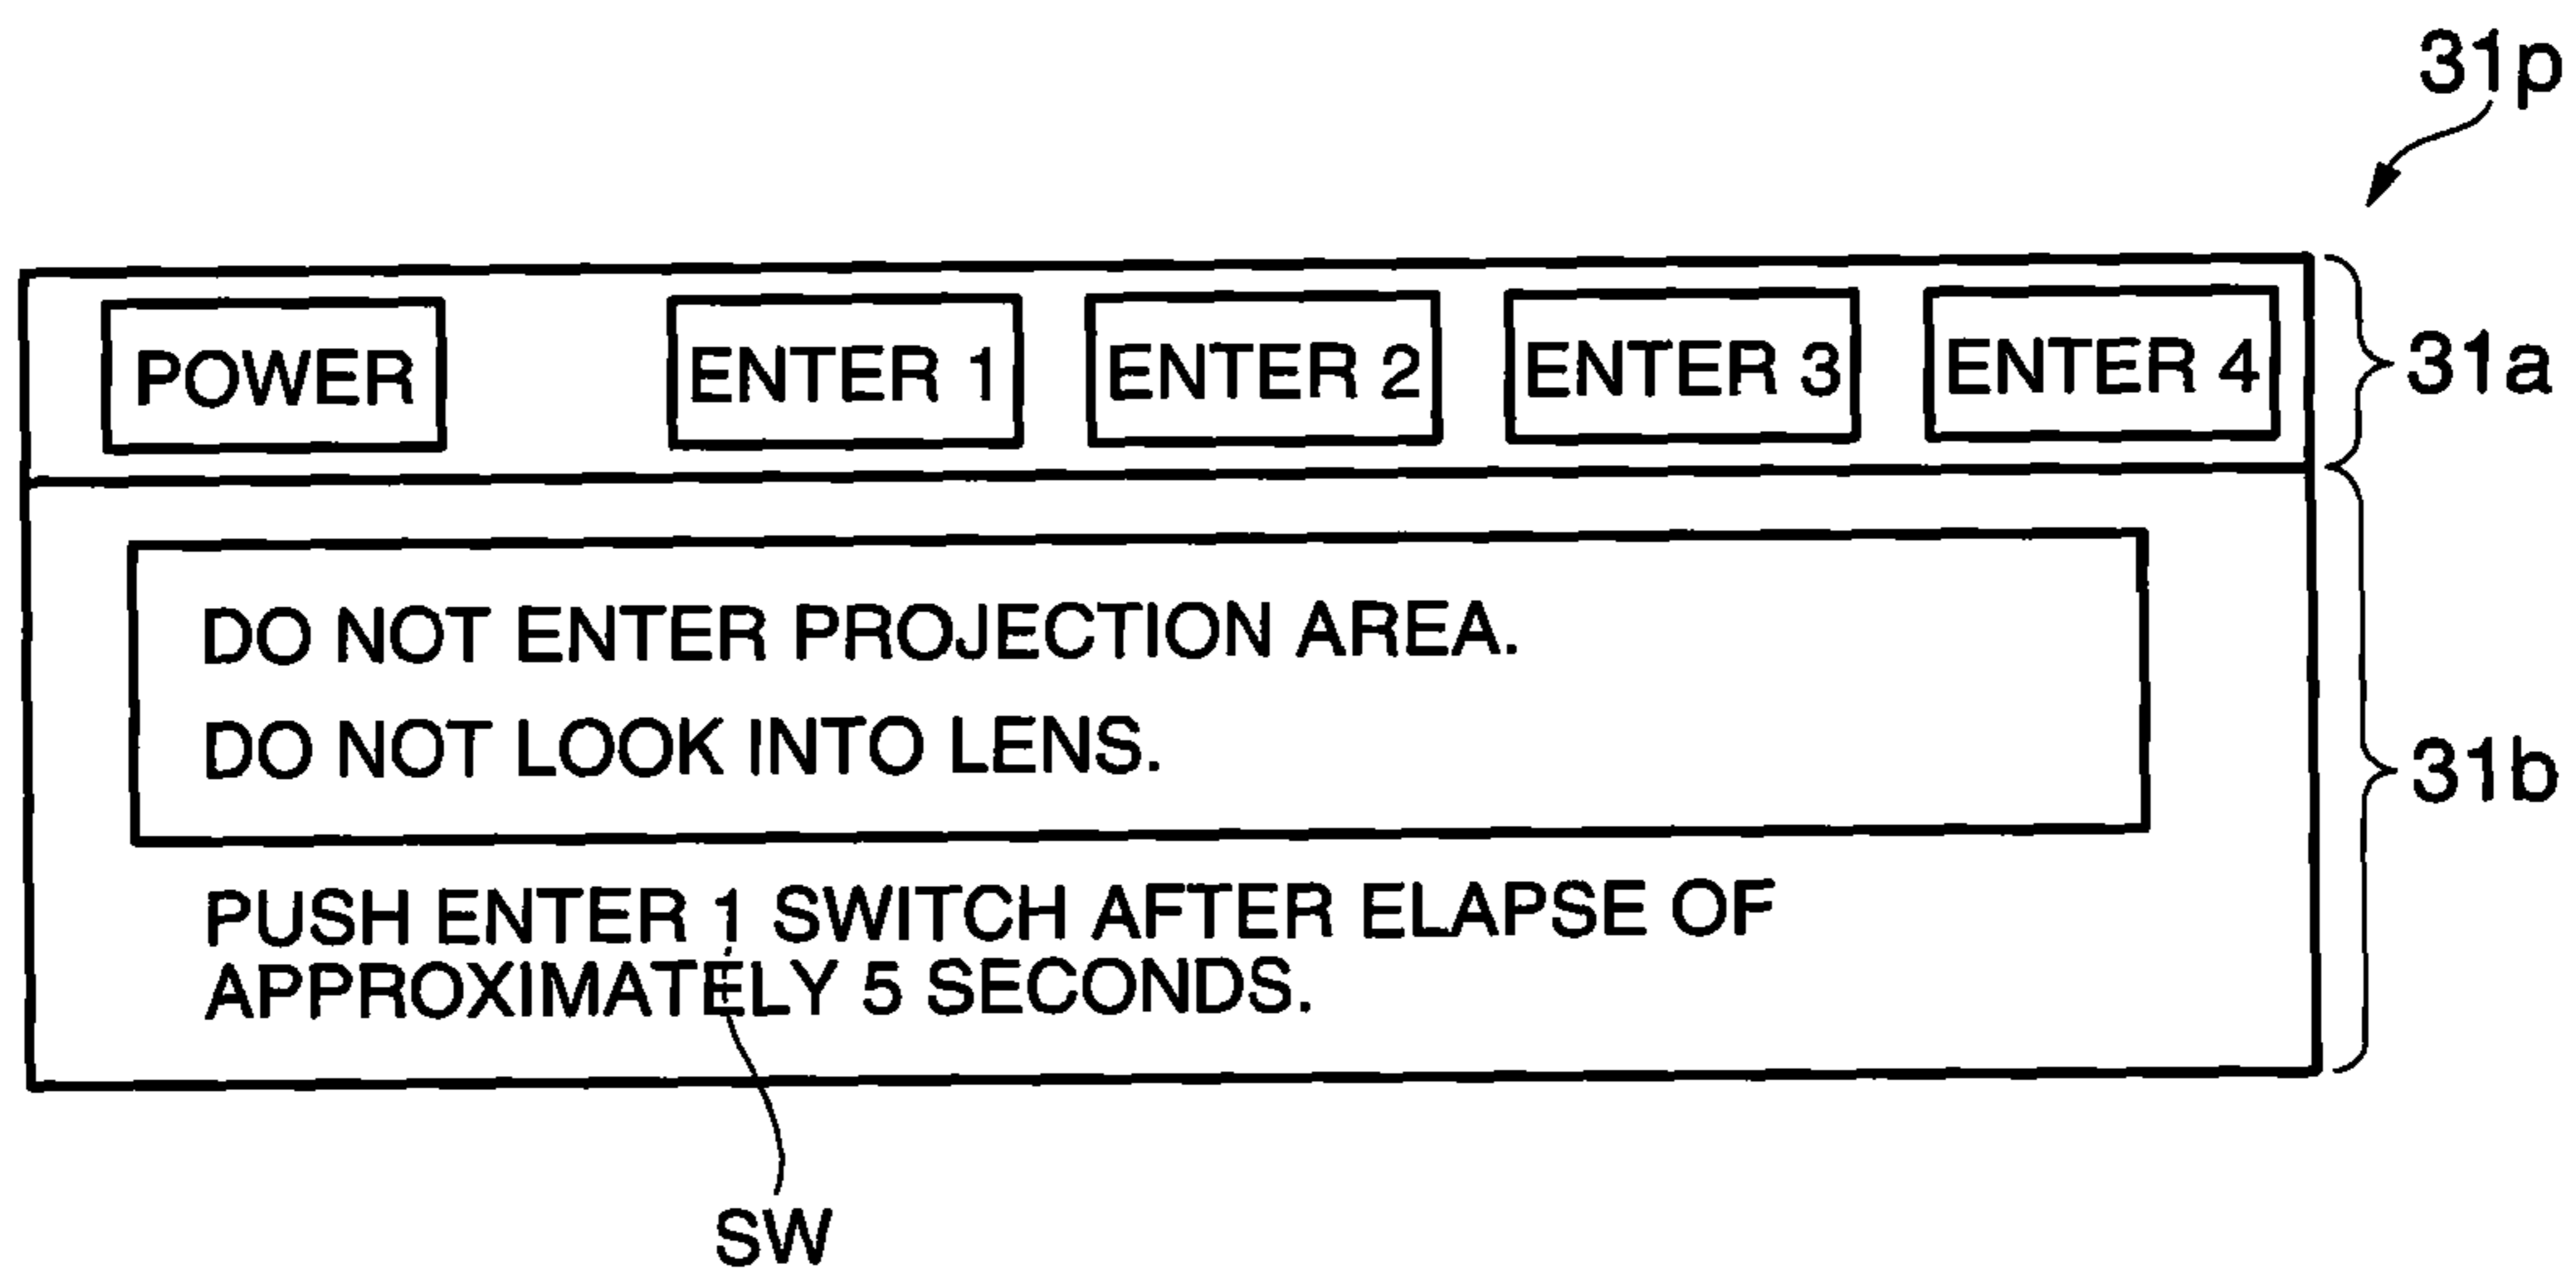 31p
POWER ENTER 1 ENTER 2 ENTER 3 ENTER 4
31a
DO NOT ENTER PROJECTION AREA.
DO NOT LOOK INTO LENS.
31b
PUSH ENTER 1 SWITCH AFTER ELAPSE OF
APPROXIMATELY 5 SECONDS.
SW